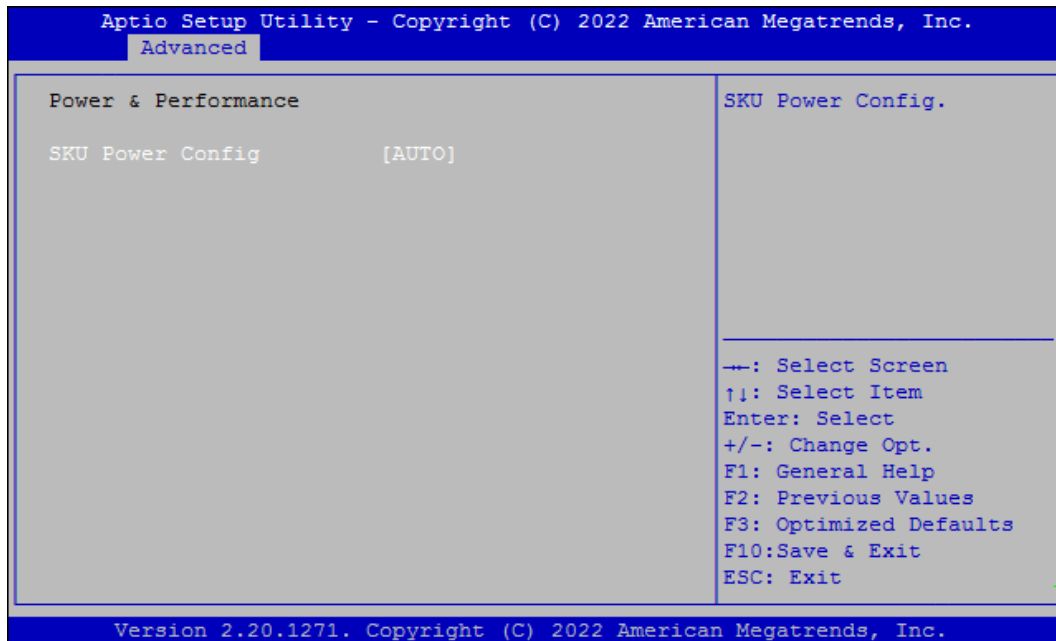 Aptio Setup Utility - Copyright (C) 2022 American Megatrends, Inc.
Advanced
Power & Performance
SKU Power Config [AUTO]
SKU Power Config.
→←: Select Screen
↑↓: Select Item
Enter: Select
+/-: Change Opt.
F1: General Help
F2: Previous Values
F3: Optimized Defaults
F10:Save & Exit
ESC: Exit
Version 2.20.1271. Copyright (C) 2022 American Megatrends, Inc.